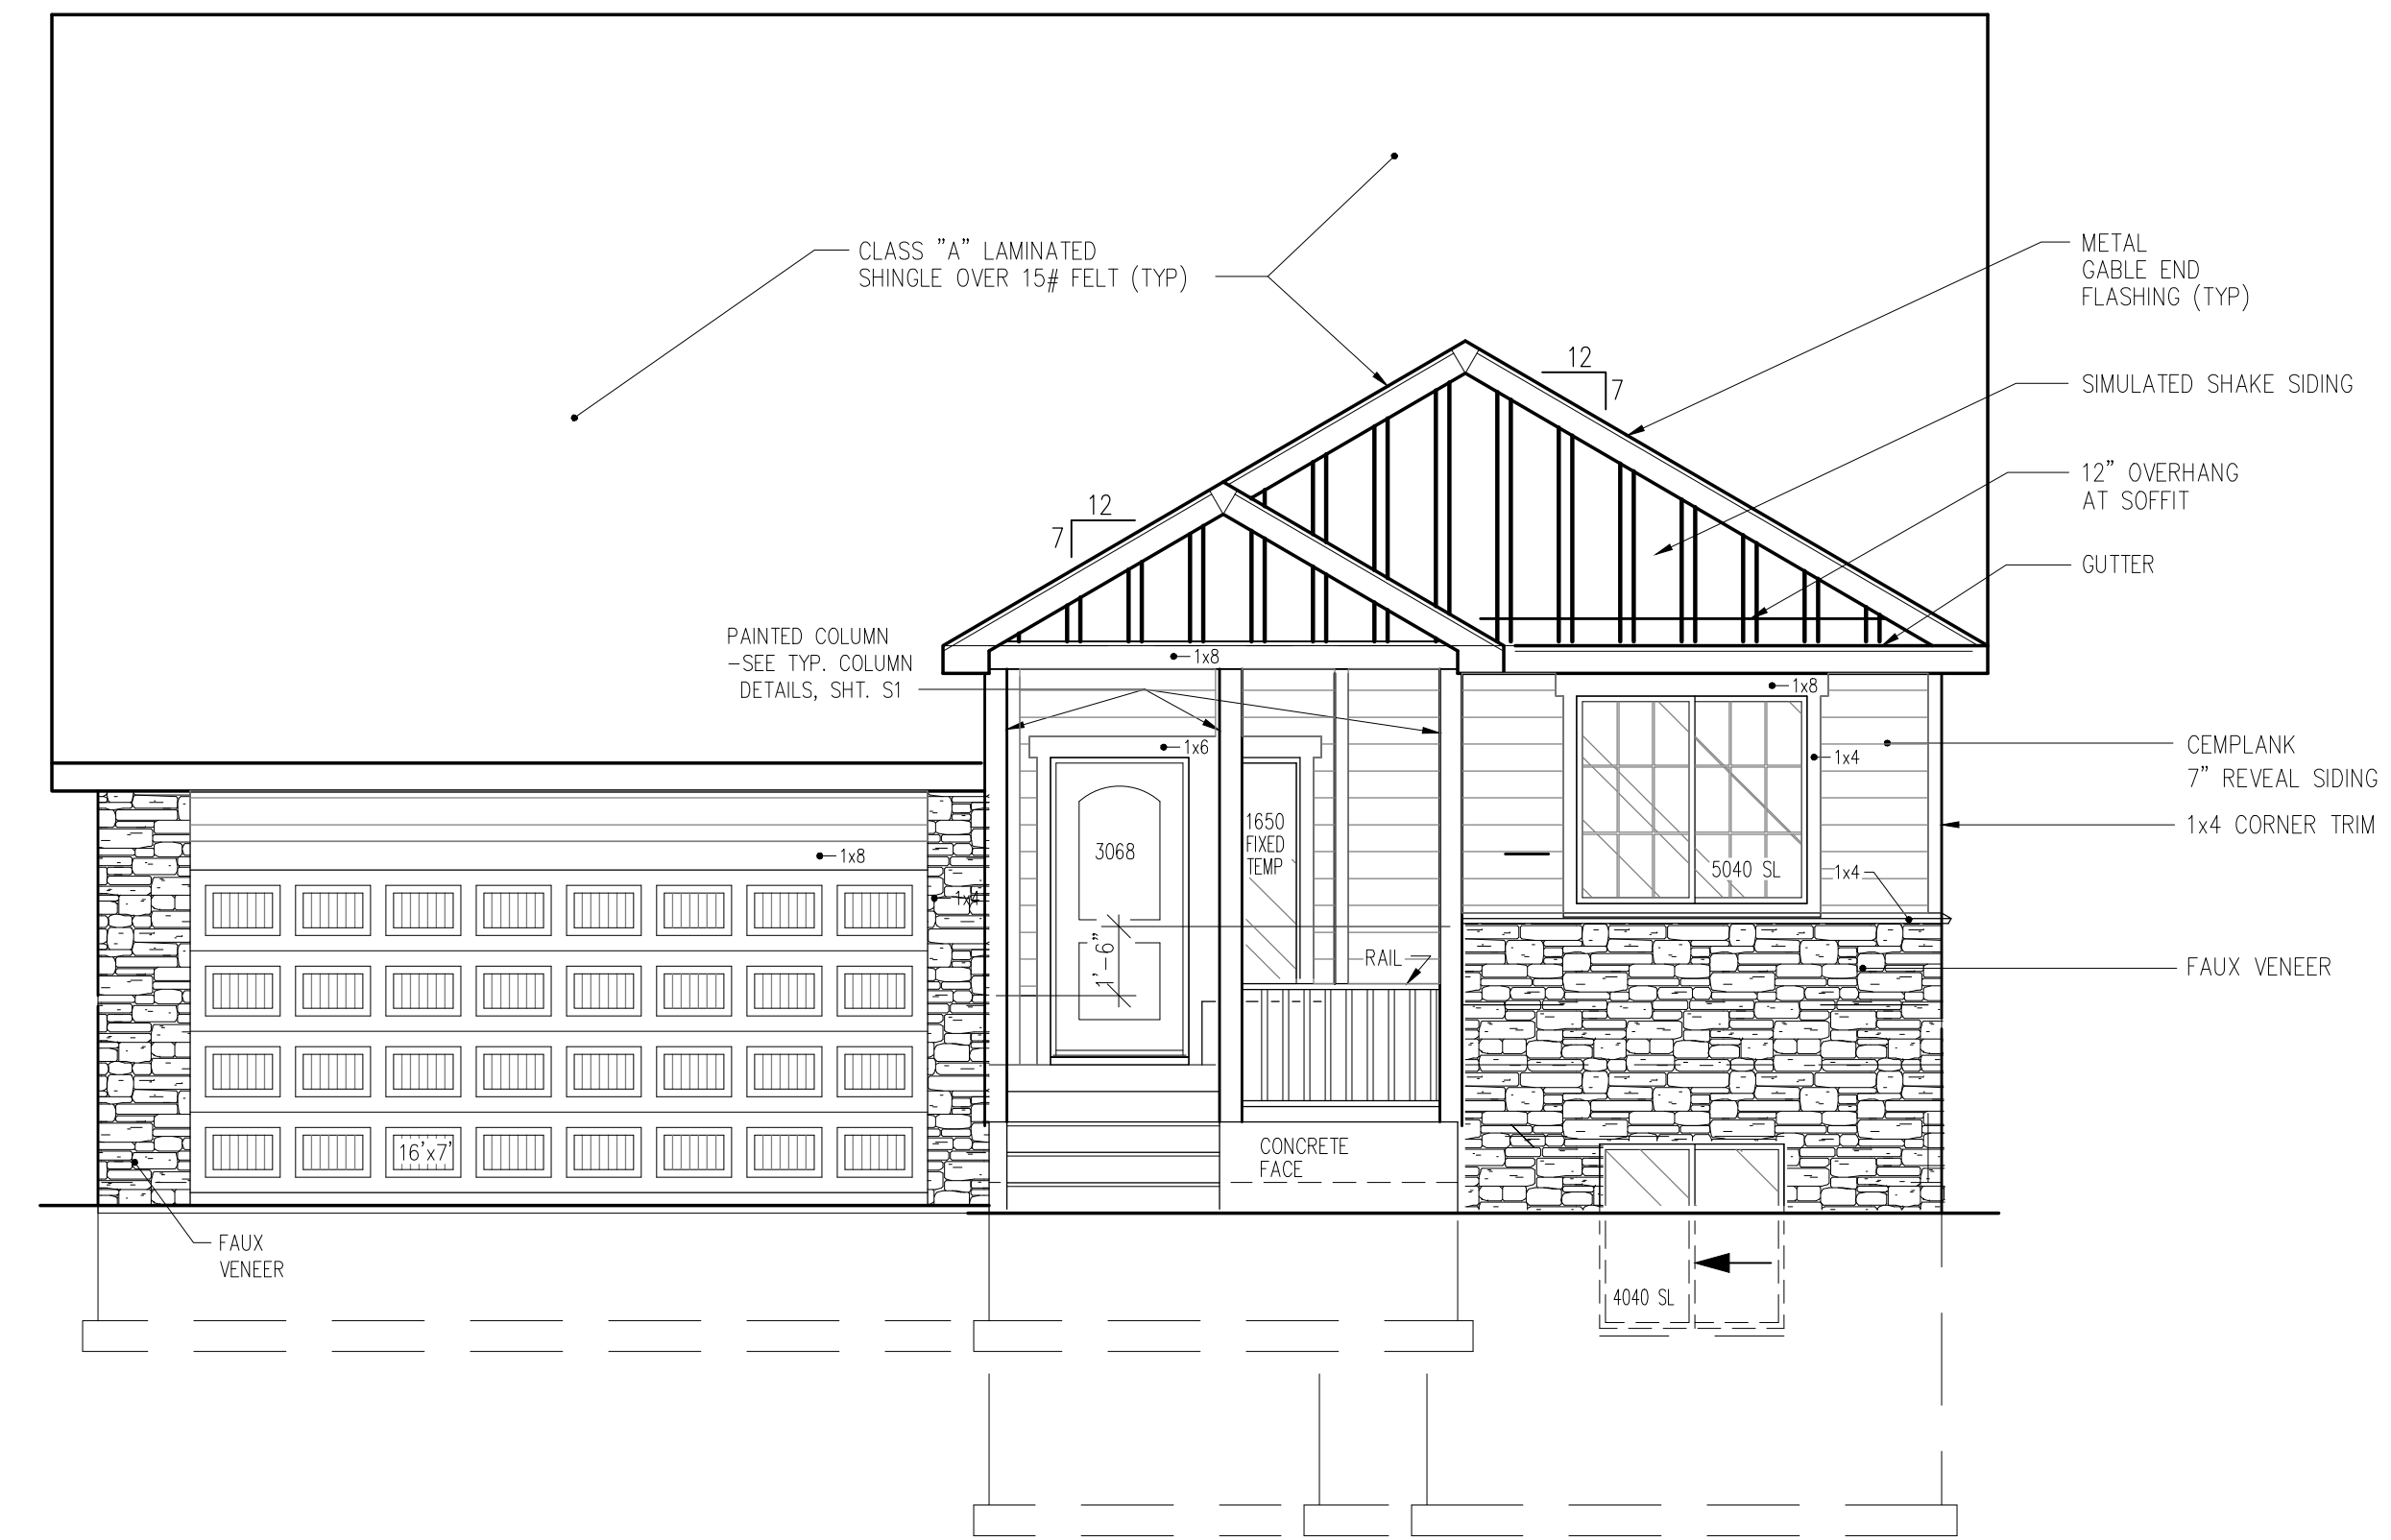 CLASS "A" LAMINATED
SHINGLE OVER 15# FELT (TYP)
METAL
GABLE END
FLASHING (TYP)
12
7
SIMULATED SHAKE SIDING
12" OVERHANG
AT SOFFIT
12
7
GUTTER
PAINTED COLUMN
-SEE TYP. COLUMN
DETAILS, SHT. S1
1x8
1x8
1x6
1x4
CEMPLANK
7" REVEAL SIDING
1x4 CORNER TRIM
1650
FIXED
TEMP
3068
1x8
5040 SL
1x4
1x4
1'-6"
RAIL
FAUX VENEER
16'x7'
CONCRETE
FACE
FAUX
VENEER
4040 SL